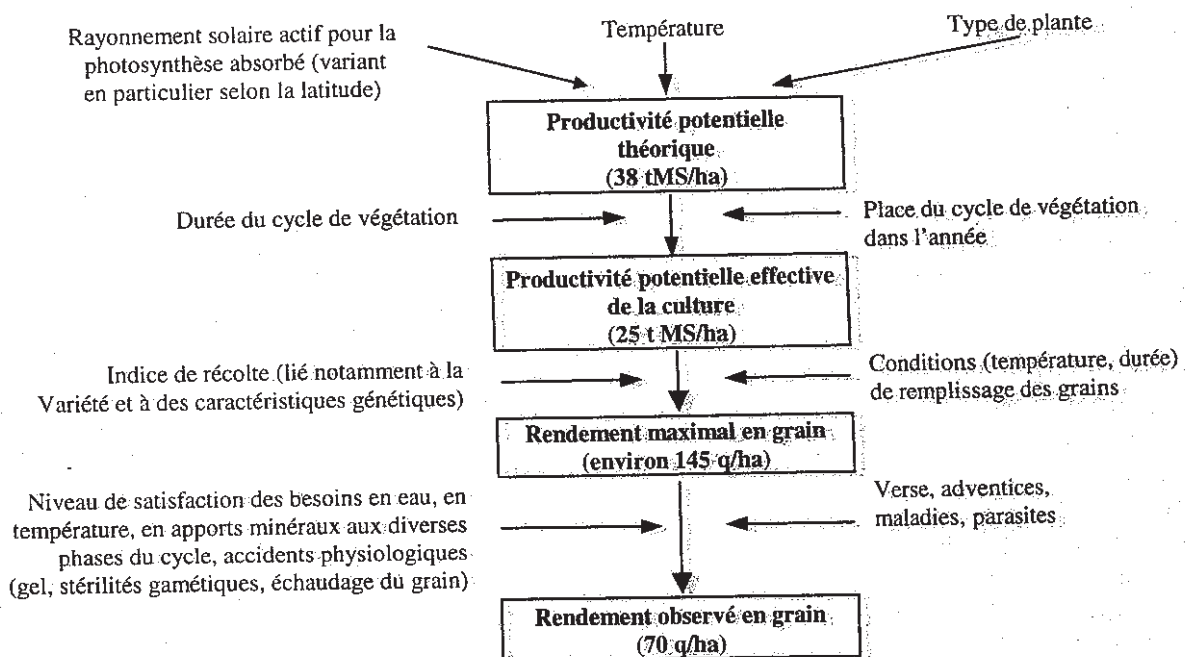 Rayonnement solaire actif pour la
photosynthèse absorbé (variant
en particulier selon la latitude)
Température
Type de plante
Productivité potentielle
théorique
(38 tMS/ha)
Durée du cycle de végétation
Place du cycle de végétation
dans l'année
Productivité potentielle effective
de la culture
(25 t MS/ha)
Indice de récolte (lié notamment à la
Variété et à des caractéristiques génétiques)
Conditions (température, durée)
de remplissage des grains
Rendement maximal en grain
(environ 145 q/ha)
Niveau de satisfaction des besoins en eau, en
température, en apports minéraux aux diverses
phases du cycle, accidents physiologiques
(gel, stérilités gamétiques, échaudage du grain)
Verse, adventices,
maladies, parasites
Rendement observé en grain
(70 q/ha)